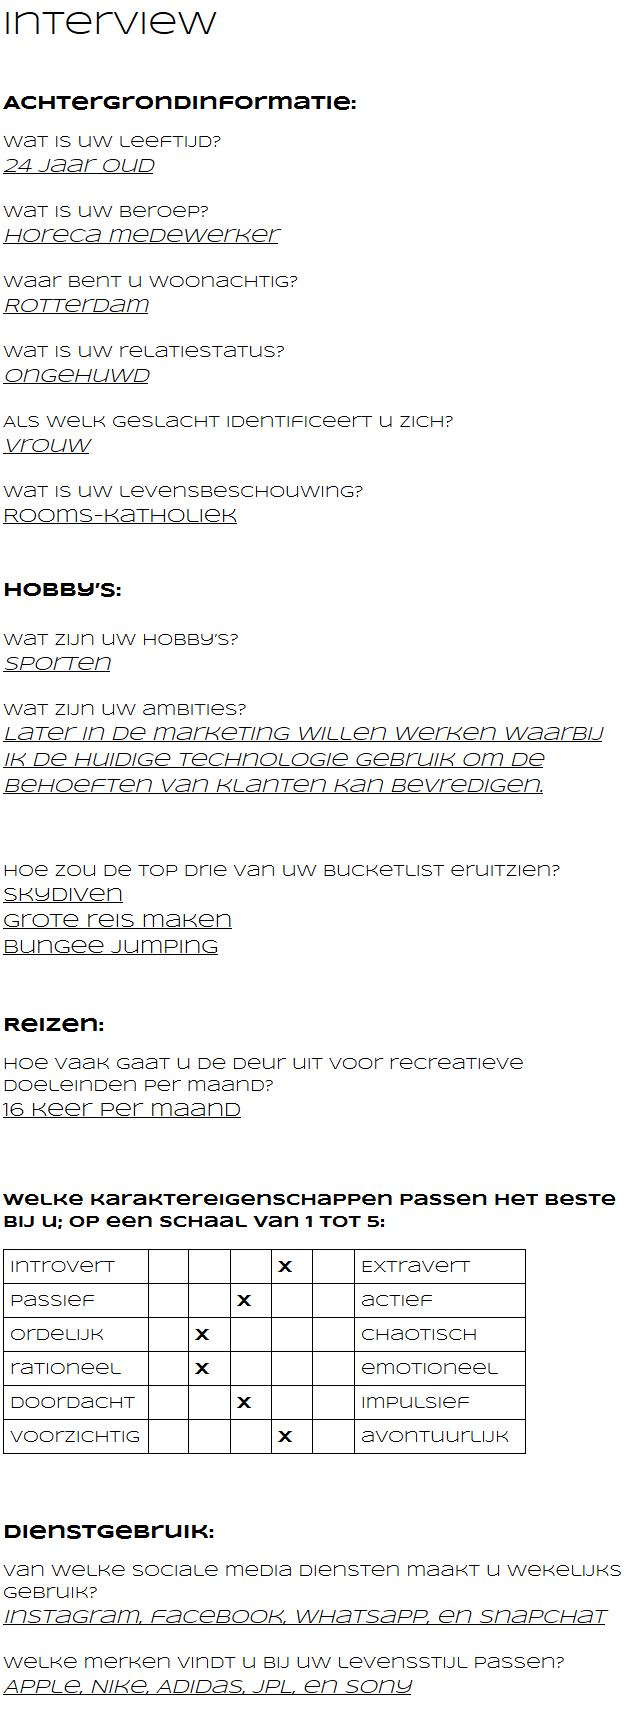 Interview
Achtergrondinformatie:
Wat is uw leeftijd?
24 jaar oud
Wat is uw beroep?
Horeca medewerker
Waar bent u woonachtig?
Rotterdam
Wat is uw relatiestatus?
Ongehuwd
Als welk geslacht identificeert u zich?
Vrouw
Wat is uw levensbeschouwing?
Rooms-katholiek
Hobby's:
Wat zijn uw hobby's?
Sporten
Wat zijn uw ambities?
Later in de marketing willen werken waarbij
ik de huidige technologie gebruik om de
behoeften van klanten kan bevredigen.
Hoe zou de top drie van uw bucketlist eruitzien?
Skydiven
Grote reis maken
Bungee jumping
Reizen:
Hoe vaak gaat u de deur uit voor recreatieve
doeleinden per maand?
16 keer per maand
Welke karaktereigenschappen passen het beste
bij u; op een schaal van 1 tot 5:
Introvert X Extravert
Passief X Actief
Ordelijk X Chaotisch
Rationeel X Emotioneel
Doordacht X Impulsief
Voorzichtig X Avontuurlijk
Dienstgebruik:
Van welke sociale media diensten maakt u wekelijks
gebruik?
Instagram, Facebook, WhatsApp, en Snapchat
Welke merken vindt u bij uw levensstijl passen?
Apple, Nike, Adidas, JPL, en Sony